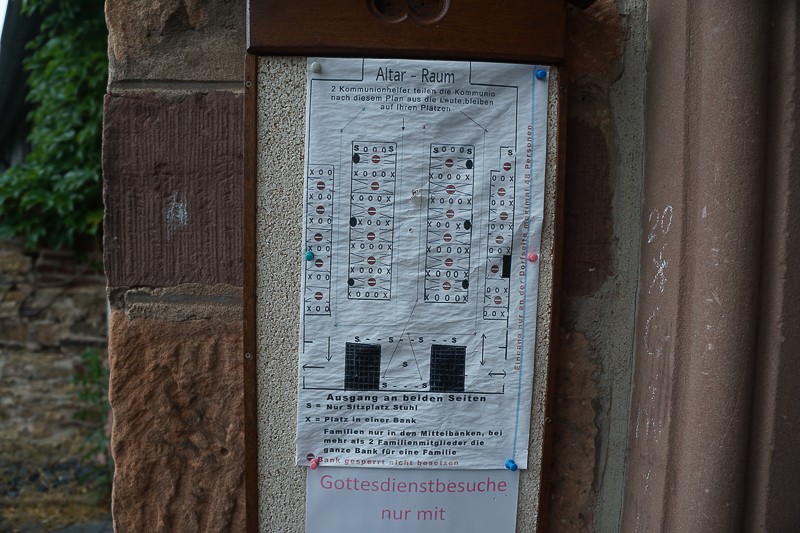 Altar - Raum
2 Kommunionhelfer teilen die Kommunio
nach diesem Plan aus die Leute,bleiben
auf Ihren Plätzen
S O O O S
S O O O S
S
S - - S - - S
S
S - - S
Eingang nur an der Dorfseite maximal 48 Personen
Ausgang an beiden Seiten
S = Nur Sitzplatz Stuhl
X = Platz in einer Bank
Familien nur in den Mittelbänken, bei
mehr als 2 Familienmitglieder die
ganze Bank für eine Familie
Bank gesperrt nicht besetzen
Gottesdienstbesuche
nur mit
20